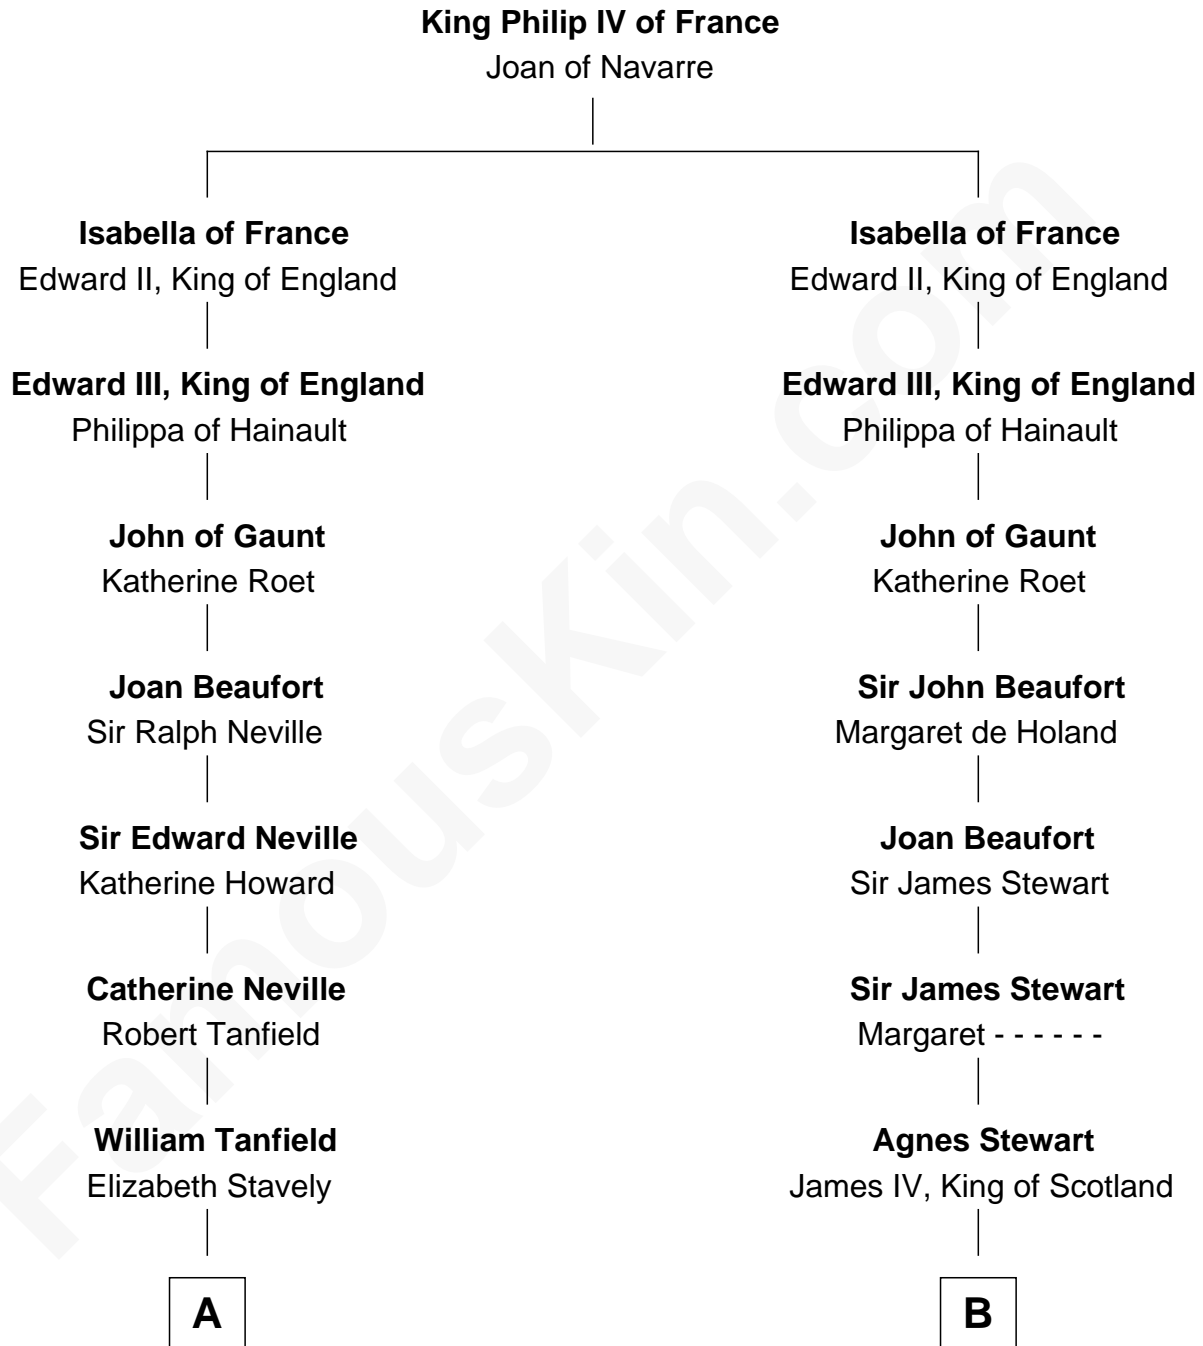 King Philip IV of France
Joan of Navarre
Isabella of France
Edward II, King of England
Edward III, King of England
Philippa of Hainault
John of Gaunt
Katherine Roet
Joan Beaufort
Sir Ralph Neville
Sir Edward Neville
Katherine Howard
Catherine Neville
Robert Tanfield
William Tanfield
Elizabeth Stavely
A
Isabella of France
Edward II, King of England
Edward III, King of England
Philippa of Hainault
John of Gaunt
Katherine Roet
Sir John Beaufort
Margaret de Holand
Joan Beaufort
Sir James Stewart
Sir James Stewart
Margaret - - - - - -
Agnes Stewart
James IV, King of Scotland
B
FamousKin.com